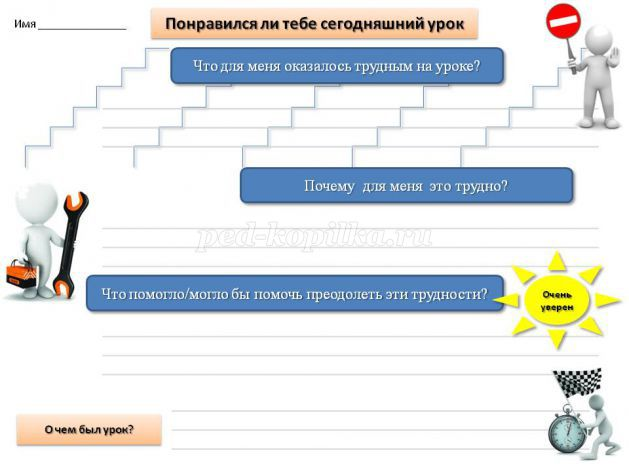 Имя
Понравился ли тебе сегодняшний урок
Что для меня оказалось трудным на уроке?
Почему для меня это трудно?
ped-kopilka.ru
Что помогло/могло бы помочь преодолеть эти трудности?
Очень
уверен
О чем был урок?